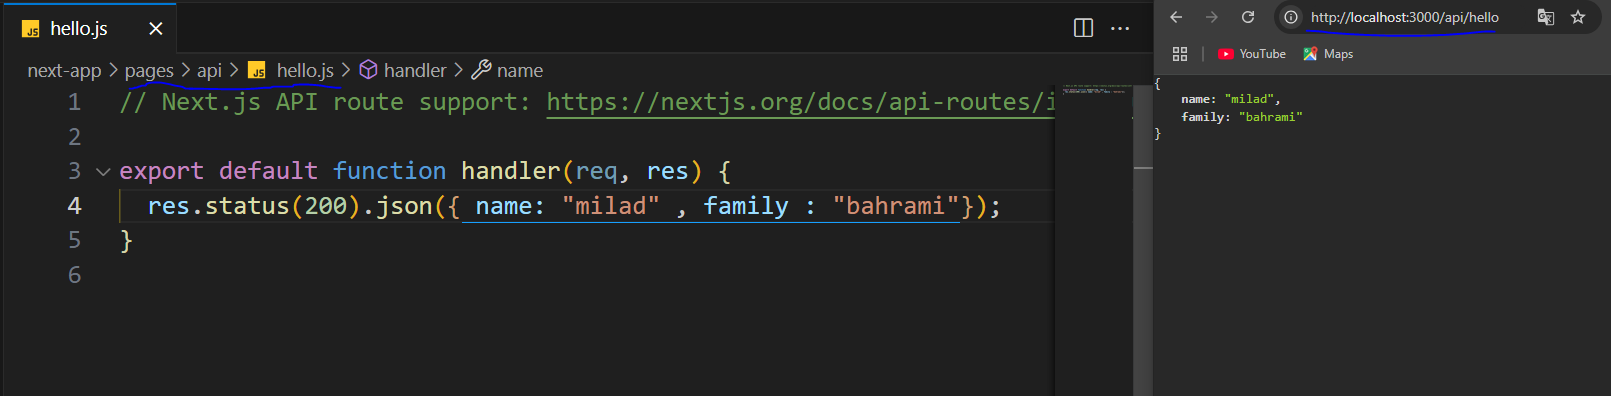 hello.js
next-app > pages > api > hello.js > handler > name
1 // Next.js API route support: https://nextjs.org/docs/api-routes/i
2
3 export default function handler(req, res) {
4 res.status(200).json({ name: "milad" , family : "bahrami"});
5 }
6
http://localhost:3000/api/hello
YouTube Maps
{
name: "milad",
family: "bahrami"
}